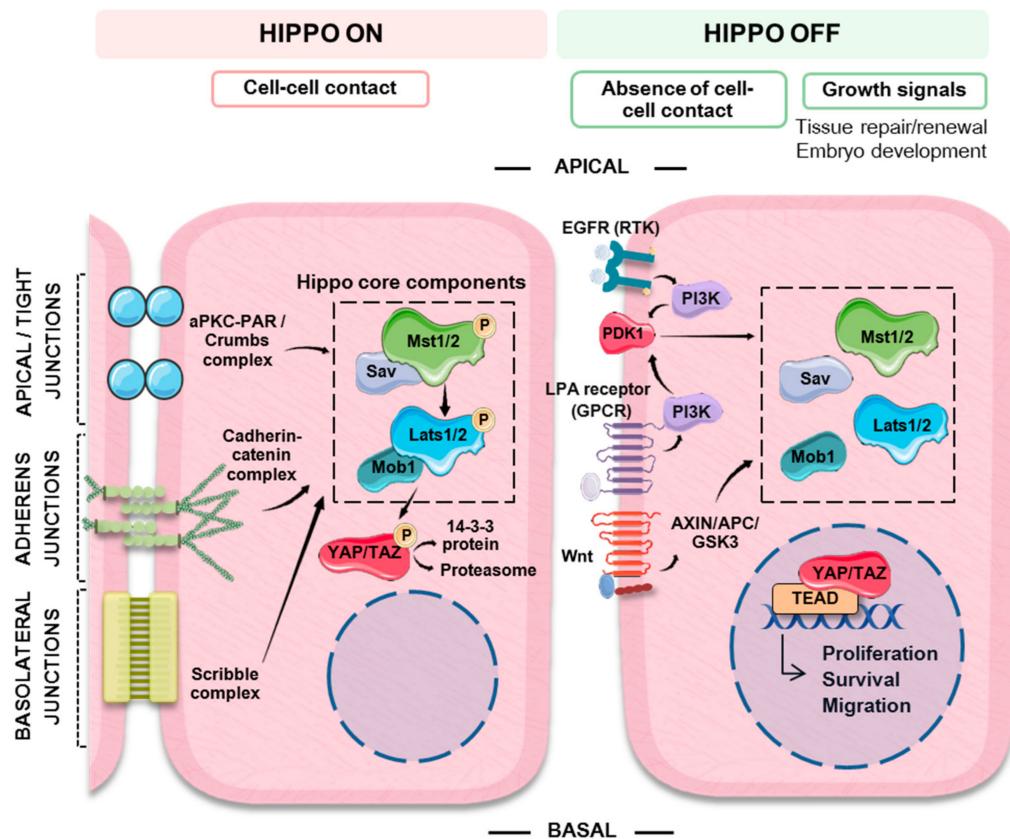 HIPPO ON
Cell-cell contact
HIPPO OFF
Absence of cell-
cell contact
Growth signals
Tissue repair/renewal
Embryo development
APICAL
APICAL / TIGHT
JUNCTIONS
ADHERENS
JUNCTIONS
BASOLATERAL
JUNCTIONS
aPKC-PAR /
Crumbs
complex
Cadherin-
catenin
complex
Scribble
complex
Hippo core components
P
Mst1/2
Sav
P
Lats1/2
Mob1
P
YAP/TAZ
14-3-3
protein
Proteasome
EGFR (RTK)
PI3K
PDK1
LPA receptor
(GPCR)
PI3K
Wnt
AXIN/APC/
GSK3
Mst1/2
Sav
Lats1/2
Mob1
YAP/TAZ
TEAD
Proliferation
Survival
Migration
BASAL